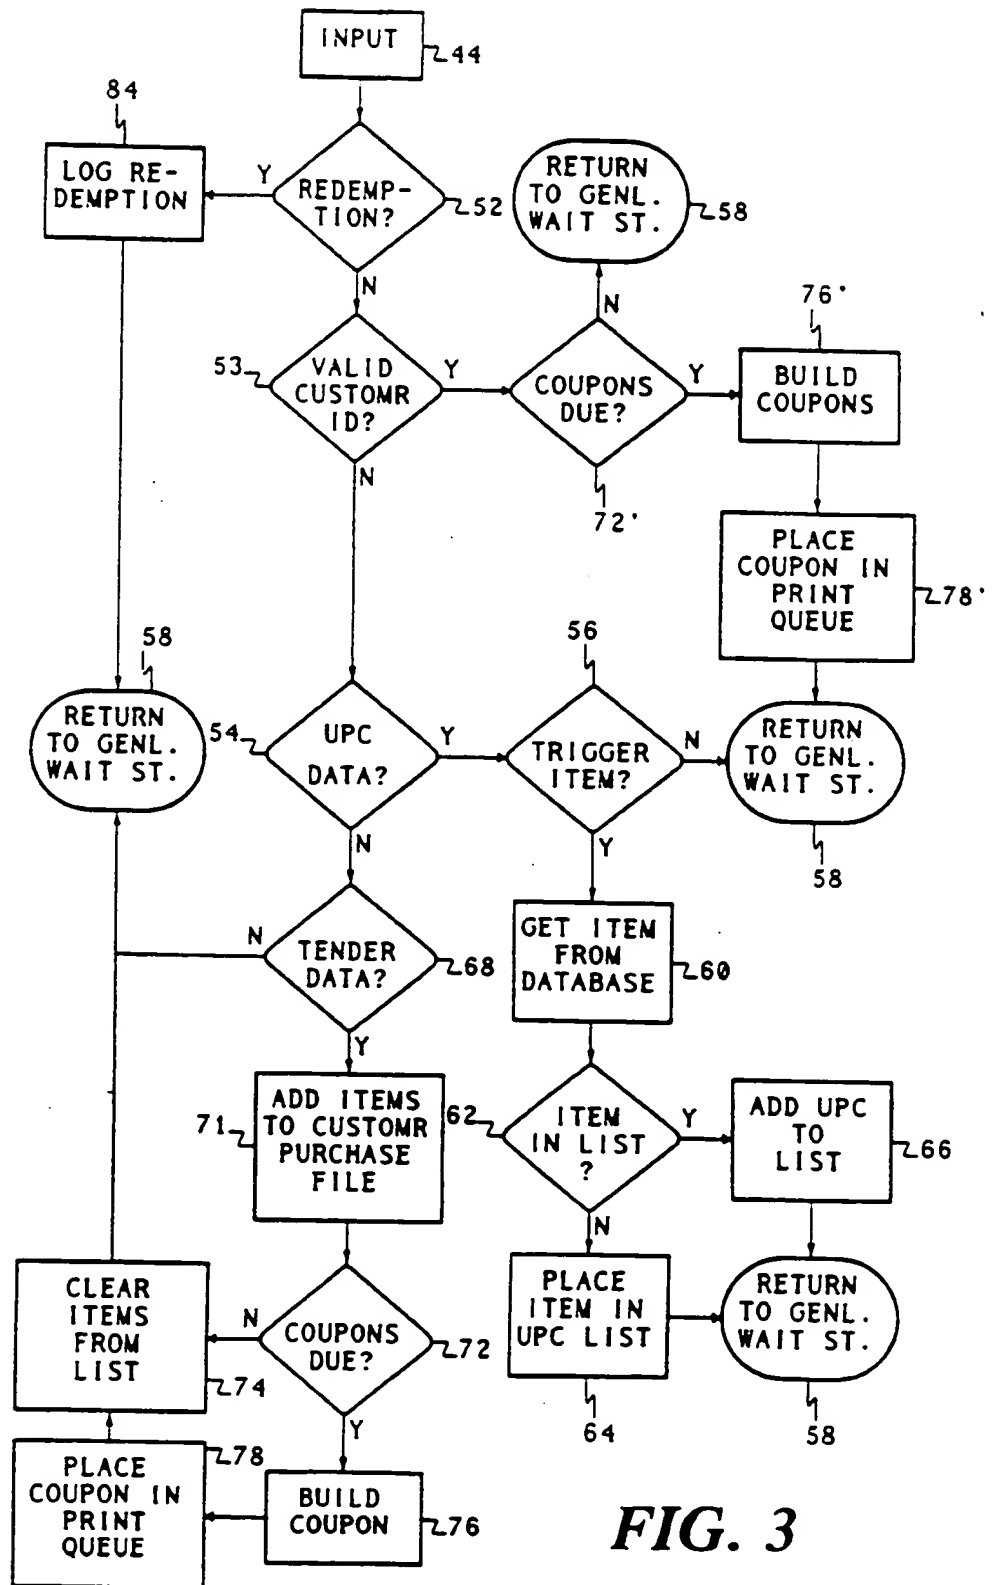 INPUT
44
84
LOG RE-
DEMPTION
Y
REDEMP-
TION?
52
RETURN
TO GENL.
WAIT ST.
58
N
N
76'
53
VALID
CUSTOMR
ID?
Y
COUPONS
DUE?
Y
BUILD
COUPONS
N
72'
PLACE
COUPON IN
PRINT
QUEUE
78'
58
56
RETURN
TO GENL.
WAIT ST.
54
UPC
DATA?
Y
TRIGGER
ITEM?
N
RETURN
TO GENL.
WAIT ST.
58
N
Y
N
TENDER
DATA?
68
GET ITEM
FROM
DATABASE
60
Y
71
ADD ITEMS
TO CUSTOMR
PURCHASE
FILE
62
ITEM
IN LIST
?
Y
ADD UPC
TO
LIST
66
N
CLEAR
ITEMS
FROM
LIST
74
N
COUPONS
DUE?
72
PLACE
ITEM IN
UPC LIST
64
RETURN
TO GENL.
WAIT ST.
58
Y
78
PLACE
COUPON IN
PRINT
QUEUE
BUILD
COUPON
76
FIG. 3